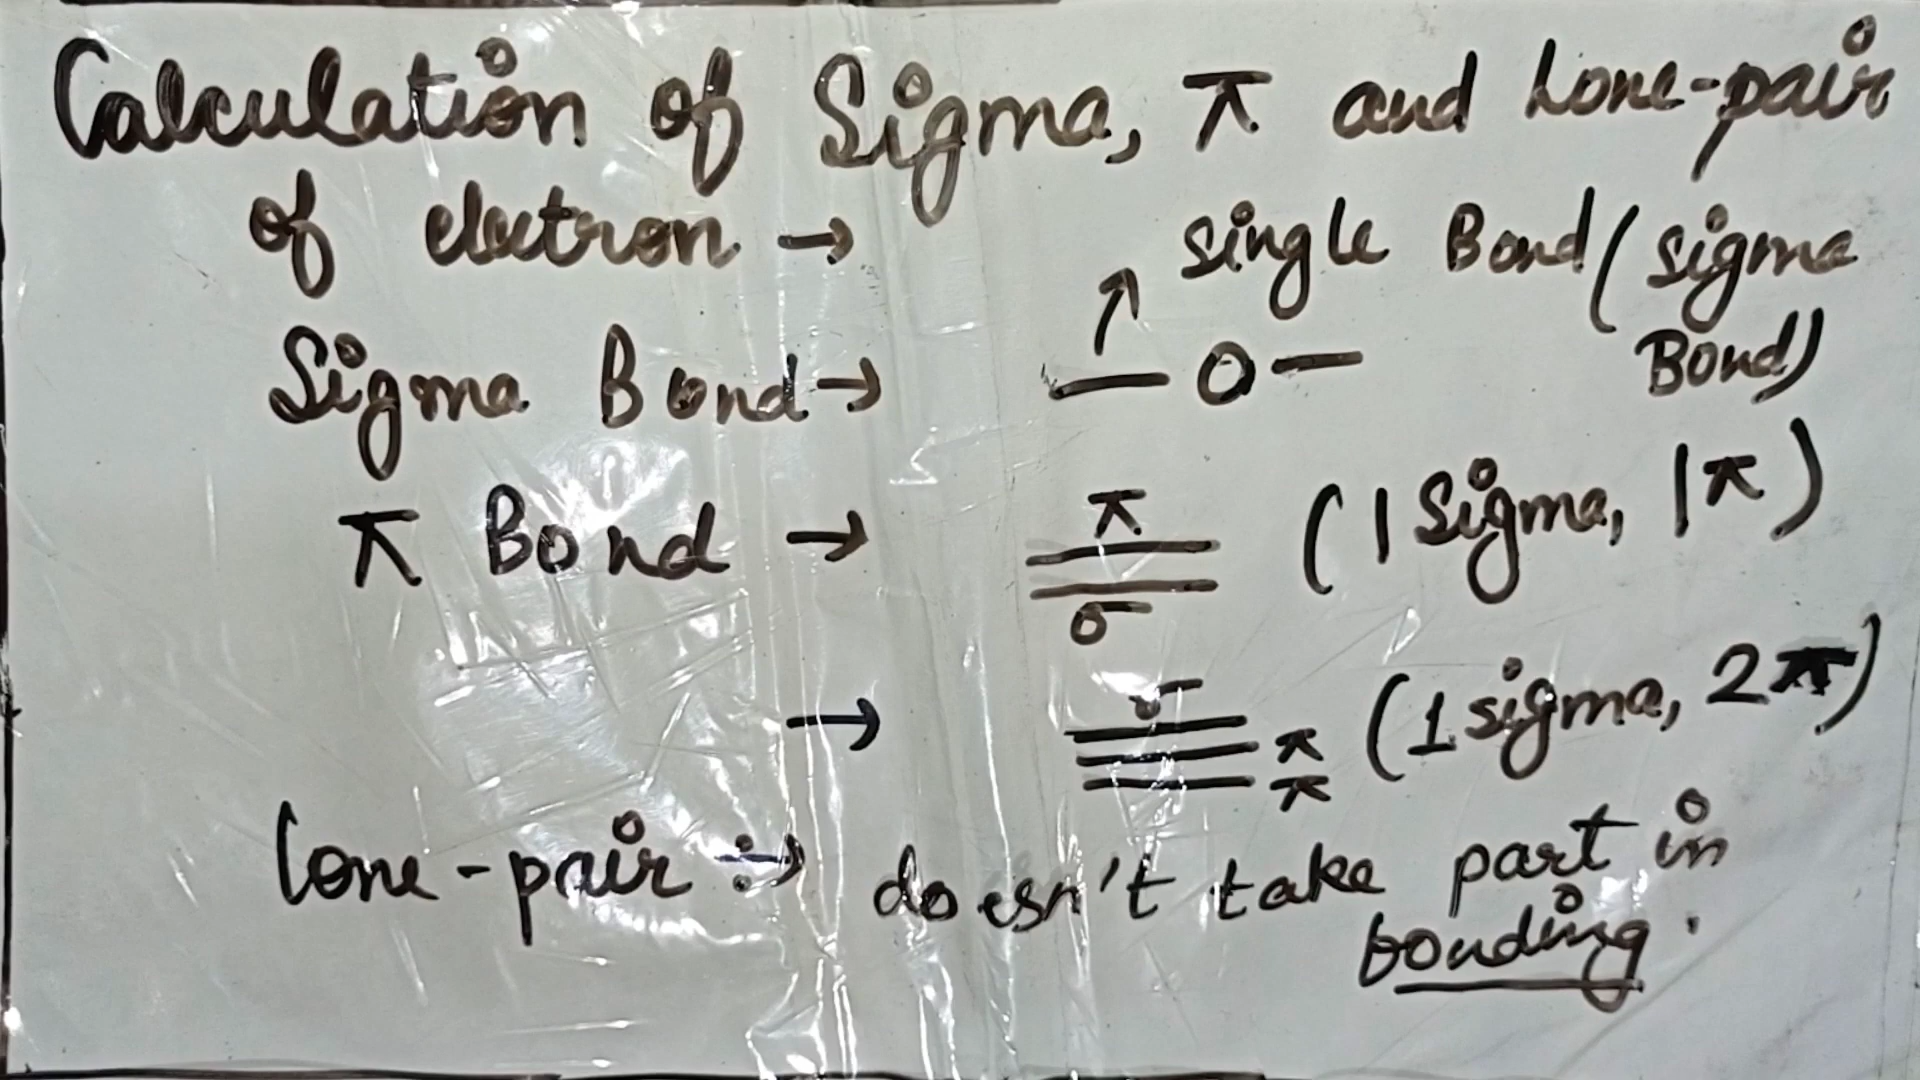 Calculation of Sigma, π and Lone-pair
of electron →
single Bond (sigma
Bond)
Sigma Bond → — O —
π Bond → π (1 Sigma, 1π)
σ
→ σ (1 sigma, 2π)
π
π
lone-pair ÷→ doesn't take part in
bonding.